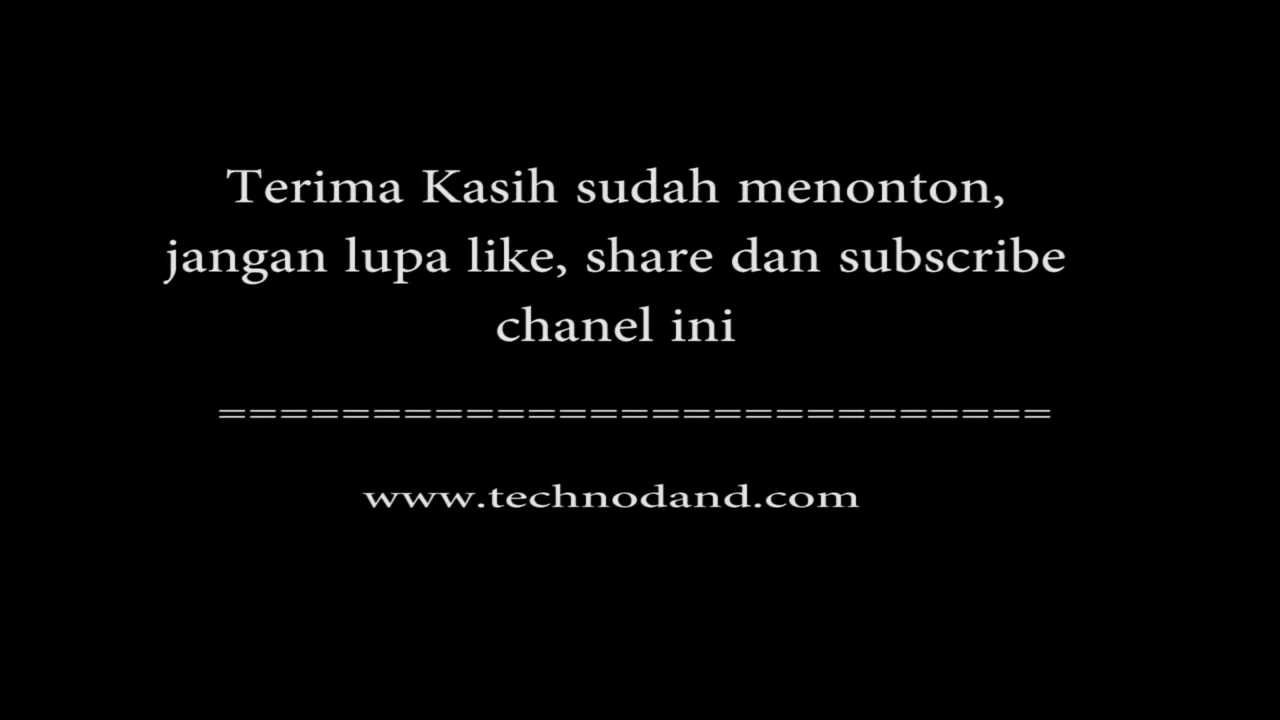 Terima Kasih sudah menonton,
jangan lupa like, share dan subscribe
chanel ini
===========================
www.technodand.com